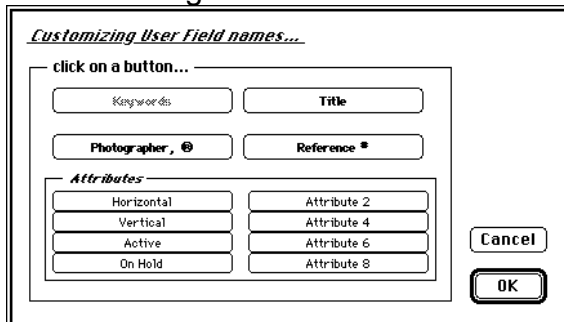 Customizing User Field names...
click on a button...
Keywords Title
Photographer, ® Reference #
Attributes
Horizontal Attribute 2
Vertical Attribute 4
Active Attribute 6
On Hold Attribute 8
Cancel
OK